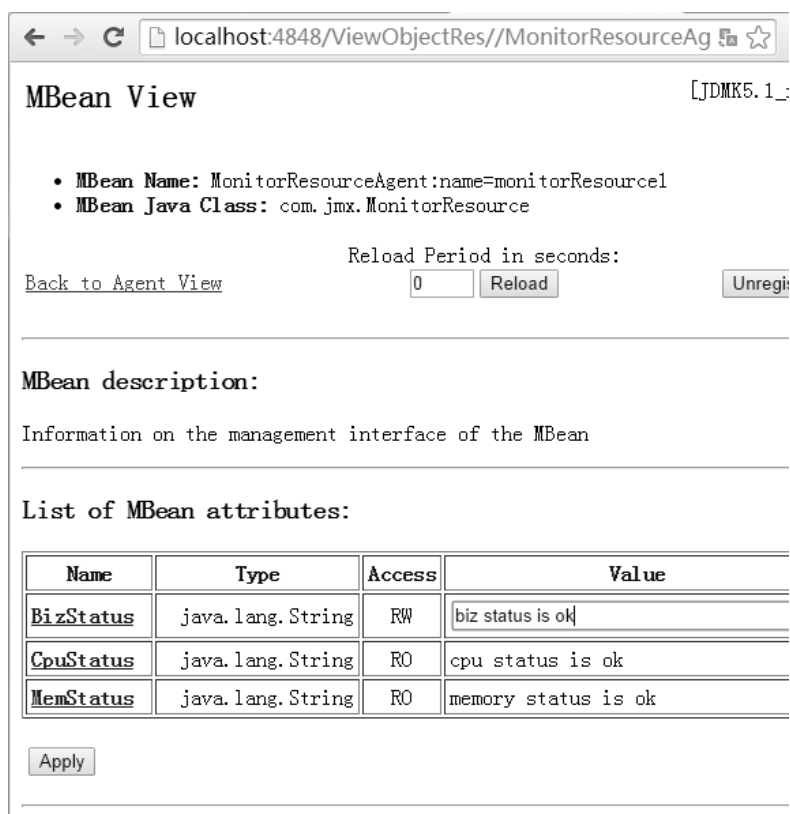 localhost:4848/ViewObjectRes//MonitorResourceAg
MBean View [JDMK5.1_
MBean Name: MonitorResourceAgent:name=monitorResource1
MBean Java Class: com.jmx.MonitorResource
Reload Period in seconds:
Back to Agent View 0 Reload Unregis
MBean description:
Information on the management interface of the MBean
List of MBean attributes:
Name Type Access Value
BizStatus java.lang.String RW biz status is ok
CpuStatus java.lang.String RO cpu status is ok
MemStatus java.lang.String RO memory status is ok
Apply